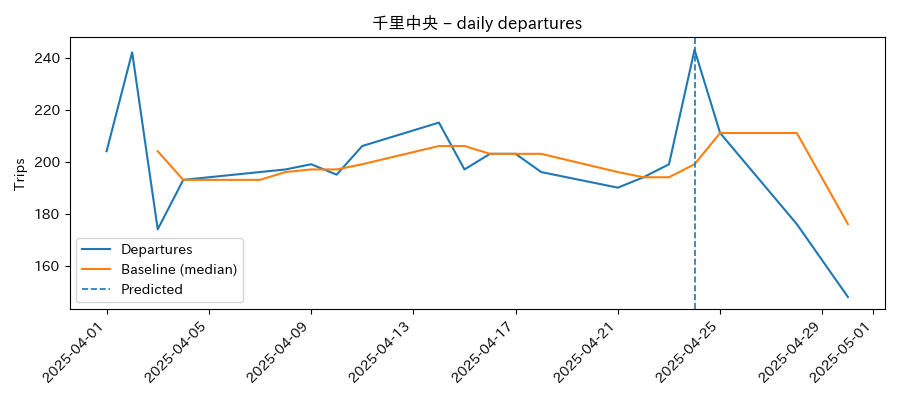 千里中央 – daily departures
Trips
240
220
200
180
160
Departures
Baseline (median)
Predicted
2025-04-01
2025-04-05
2025-04-09
2025-04-13
2025-04-17
2025-04-21
2025-04-25
2025-04-29
2025-05-01